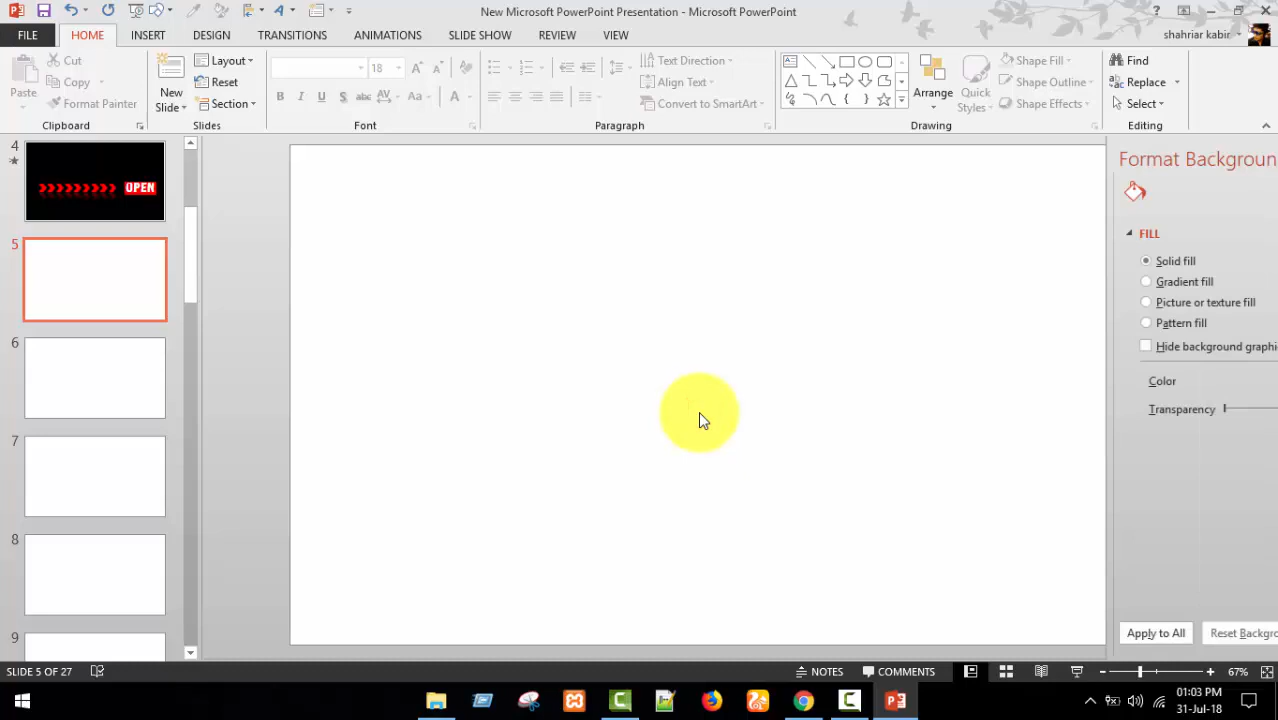 New Microsoft PowerPoint Presentation - Microsoft PowerPoint
FILE HOME INSERT DESIGN TRANSITIONS ANIMATIONS SLIDE SHOW REVIEW VIEW shahriar kabir
Paste
Cut
Copy
Format Painter
Clipboard
New
Slide
Layout
Reset
Section
Slides
18
B I U S abc AV Aa A
Font
Text Direction
Align Text
Convert to SmartArt
Paragraph
Arrange
Quick
Styles
Shape Fill
Shape Outline
Shape Effects
Drawing
Find
Replace
Select
Editing
4
OPEN
5
6
7
8
9
Format Backgroun
FILL
Solid fill
Gradient fill
Picture or texture fill
Pattern fill
Hide background graphi
Color
Transparency
Apply to All
Reset Backgro
SLIDE 5 OF 27
NOTES
COMMENTS
67%
01:03 PM
31-Jul-18